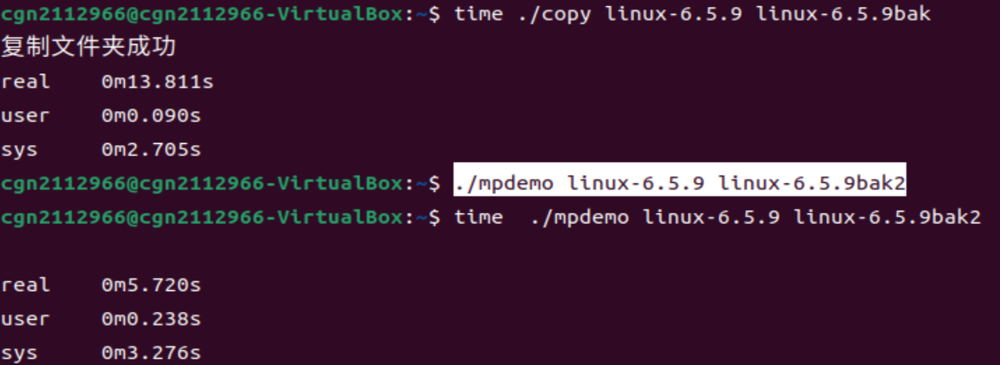 cgn2112966@cgn2112966-VirtualBox:~$ time ./copy linux-6.5.9 linux-6.5.9bak
复制文件夹成功
real    0m13.811s
user    0m0.090s
sys     0m2.705s
cgn2112966@cgn2112966-VirtualBox:~$ ./mpdemo linux-6.5.9 linux-6.5.9bak2
cgn2112966@cgn2112966-VirtualBox:~$ time  ./mpdemo linux-6.5.9 linux-6.5.9bak2
real    0m5.720s
user    0m0.238s
sys     0m3.276s